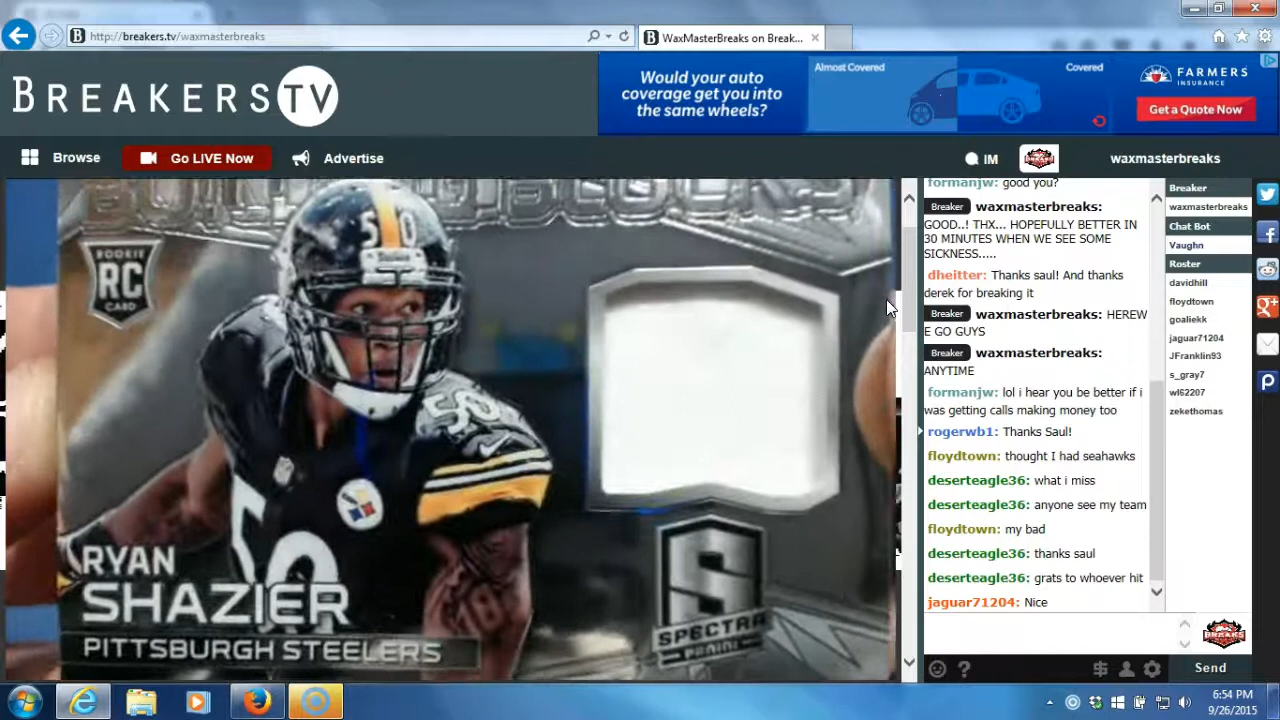 http://breakers.tv/waxmasterbreaks
WaxMasterBreaks on Break...
BREAKERS TV
Would your auto
coverage get you into
the same wheels?
Almost Covered
Covered
FARMERS
INSURANCE
Get a Quote Now
Browse
Go LIVE Now
Advertise
IM
waxmasterbreaks
ROOKIE
RC
CARD
50
50
50
RYAN
SHAZIER
PITTSBURGH STEELERS
S
SPECTRA
PANINI
formanjw: good you?
Breaker waxmasterbreaks:
GOOD..! THX... HOPEFULLY BETTER IN
30 MINUTES WHEN WE SEE SOME
SICKNESS.....
dheitter: Thanks saul! And thanks
derek for breaking it
Breaker waxmasterbreaks: HEREW
E GO GUYS
Breaker waxmasterbreaks:
ANYTIME
formanjw: lol i hear you be better if i
was getting calls making money too
rogerwb1: Thanks Saul!
floydtown: thought I had seahawks
deserteagle36: what i miss
deserteagle36: anyone see my team
floydtown: my bad
deserteagle36: thanks saul
deserteagle36: grats to whoever hit
jaguar71204: Nice
Send
Breaker
waxmasterbreaks
Chat Bot
Vaughn
Roster
davidhill
floydtown
goaliekk
jaguar71204
JFranklin93
s_gray7
wl62207
zekethomas
6:54 PM
9/26/2015